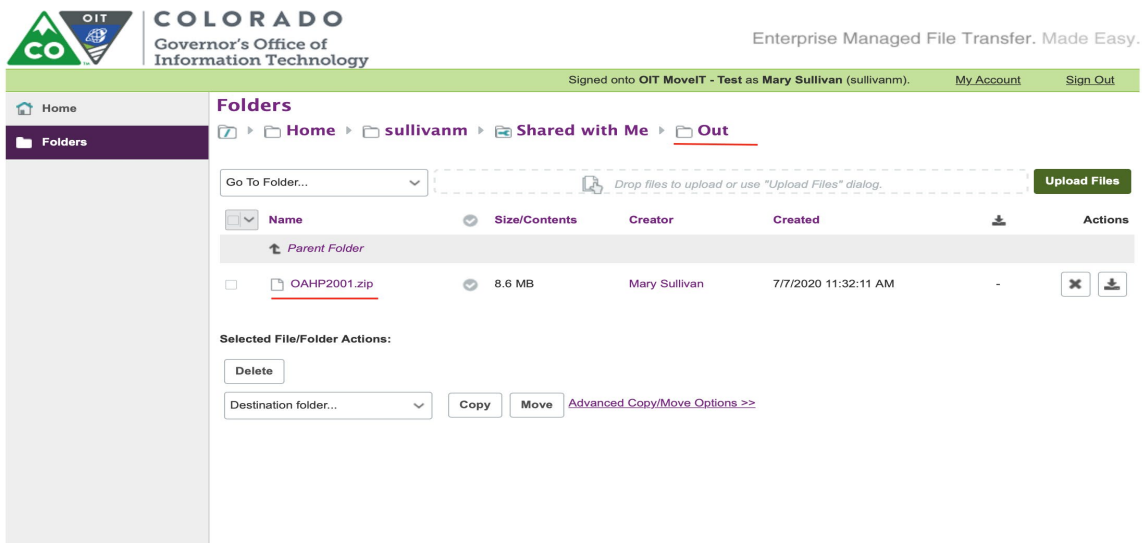 OIT
CO
COLORADO
Governor's Office of
Information Technology
Enterprise Managed File Transfer. Made Easy.
Signed onto OIT MoveIT - Test as Mary Sullivan (sullivanm). My Account Sign Out
Home
Folders
Folders
Home sullivanm Shared with Me Out
Go To Folder... Drop files to upload or use "Upload Files" dialog. Upload Files
Name Size/Contents Creator Created Actions
Parent Folder
OAHP2001.zip 8.6 MB Mary Sullivan 7/7/2020 11:32:11 AM -
Selected File/Folder Actions:
Delete
Destination folder... Copy Move Advanced Copy/Move Options >>